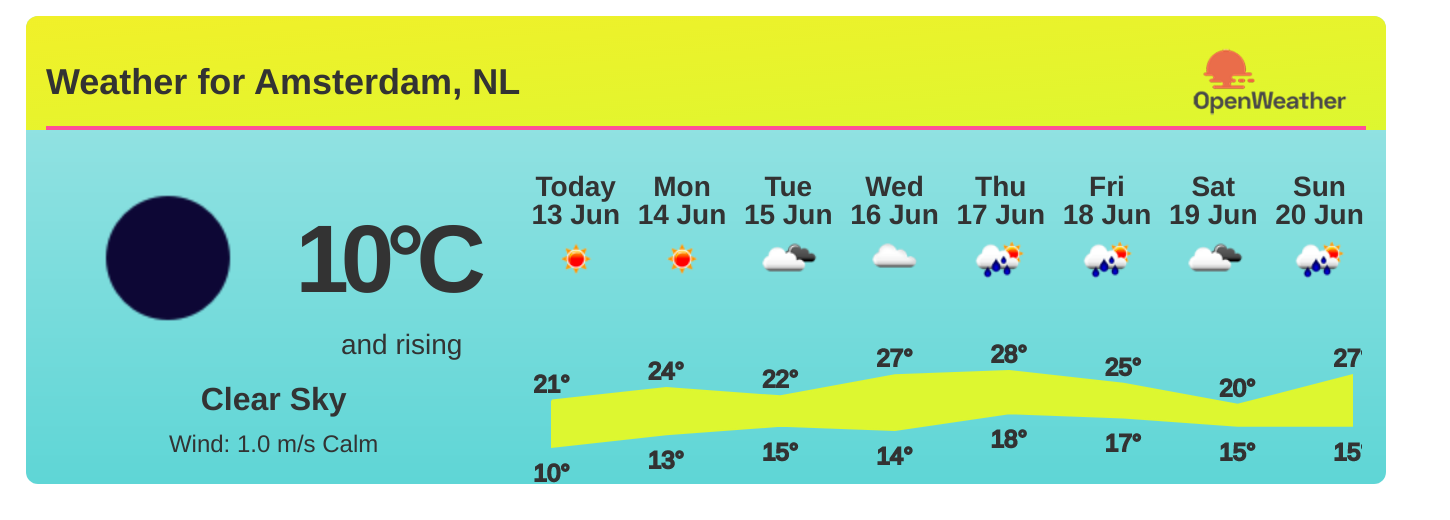 Weather for Amsterdam, NL
OpenWeather
Today Mon Tue Wed Thu Fri Sat Sun
13 Jun 14 Jun 15 Jun 16 Jun 17 Jun 18 Jun 19 Jun 20 Jun
10°C
and rising
Clear Sky
Wind: 1.0 m/s Calm
21° 24° 22° 27° 28° 25° 20° 27°
10° 13° 15° 14° 18° 17° 15° 15°